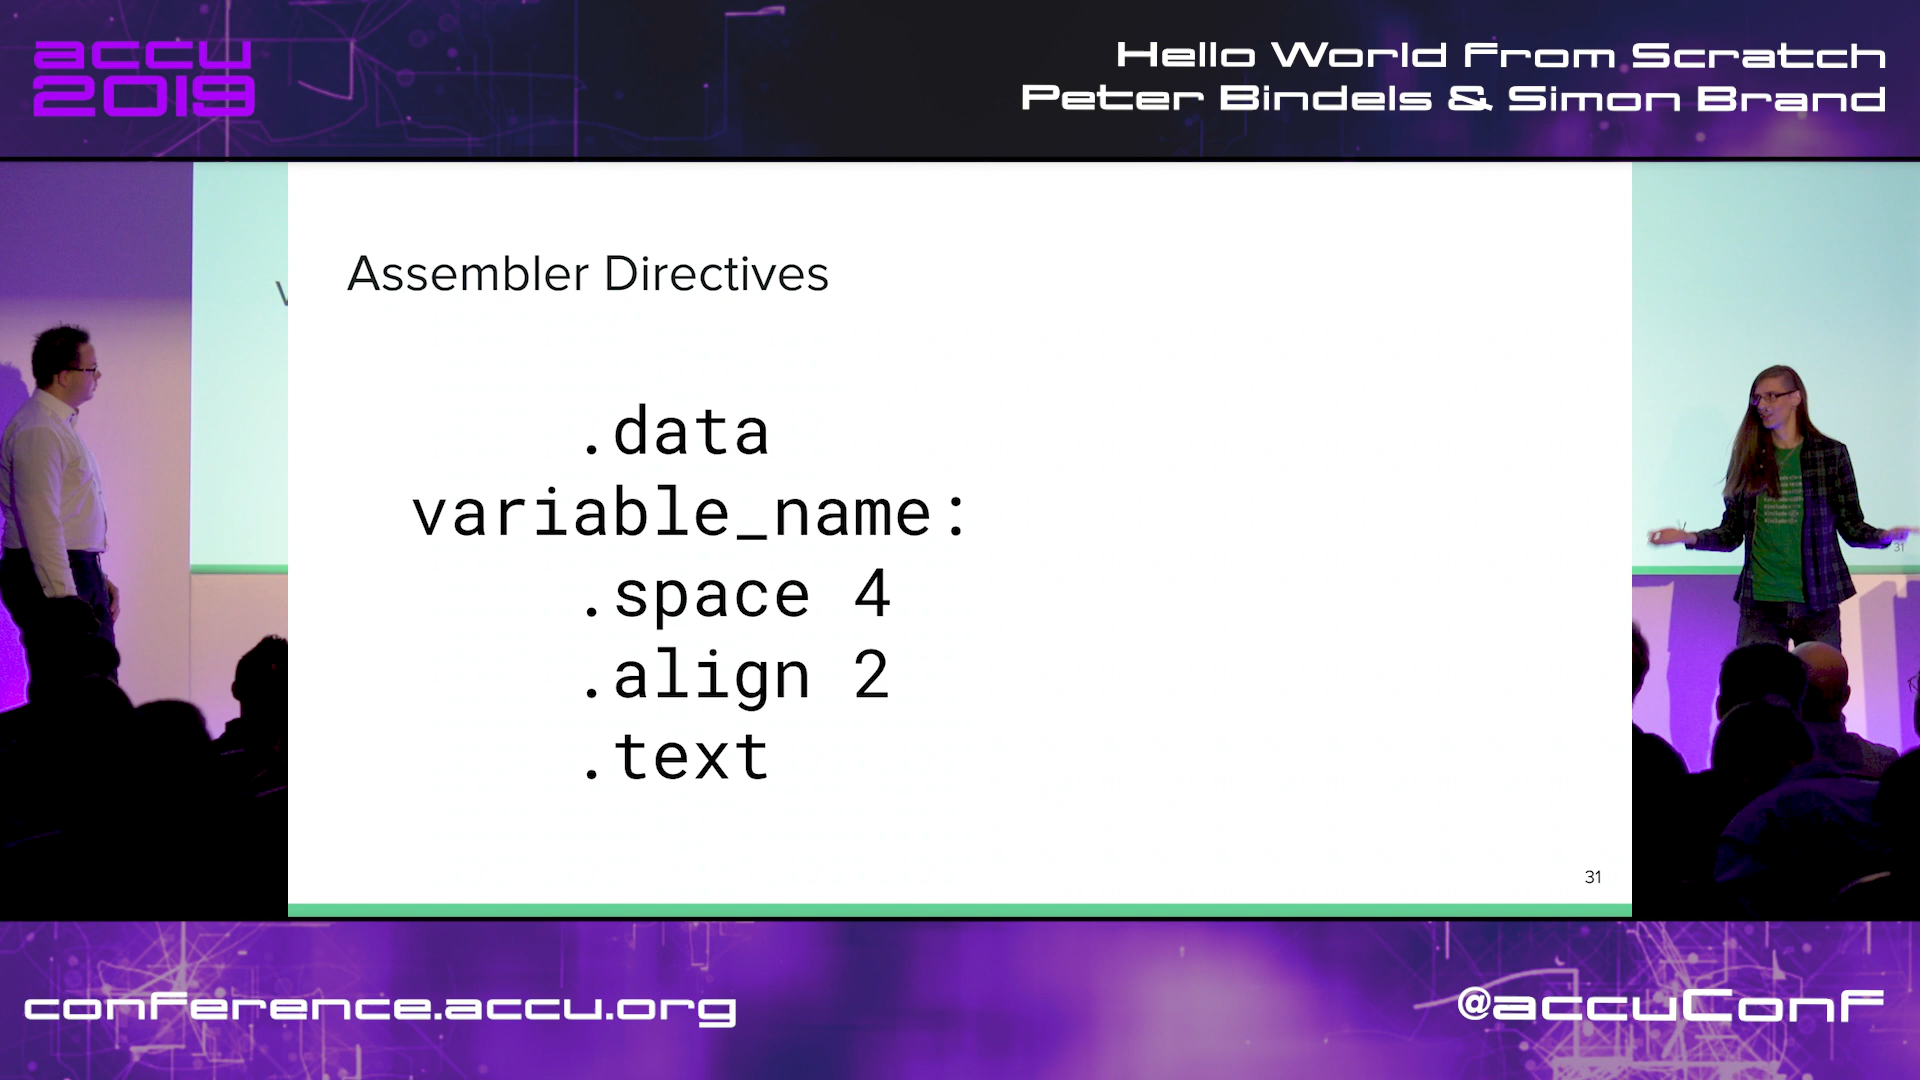 accu
2019
Hello World From Scratch
Peter Bindels & Simon Brand
Assembler Directives
.data
variable_name:
.space 4
.align 2
.text
31
31
conference.accu.org
@accuConf